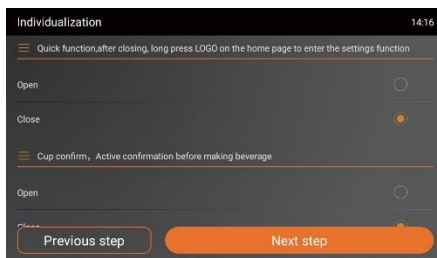 Individualization 14:16
Quick function,after closing, long press LOGO on the home page to enter the settings function
Open
Close
Cup confirm，Active confirmation before making beverage
Open
Close
Previous step Next step